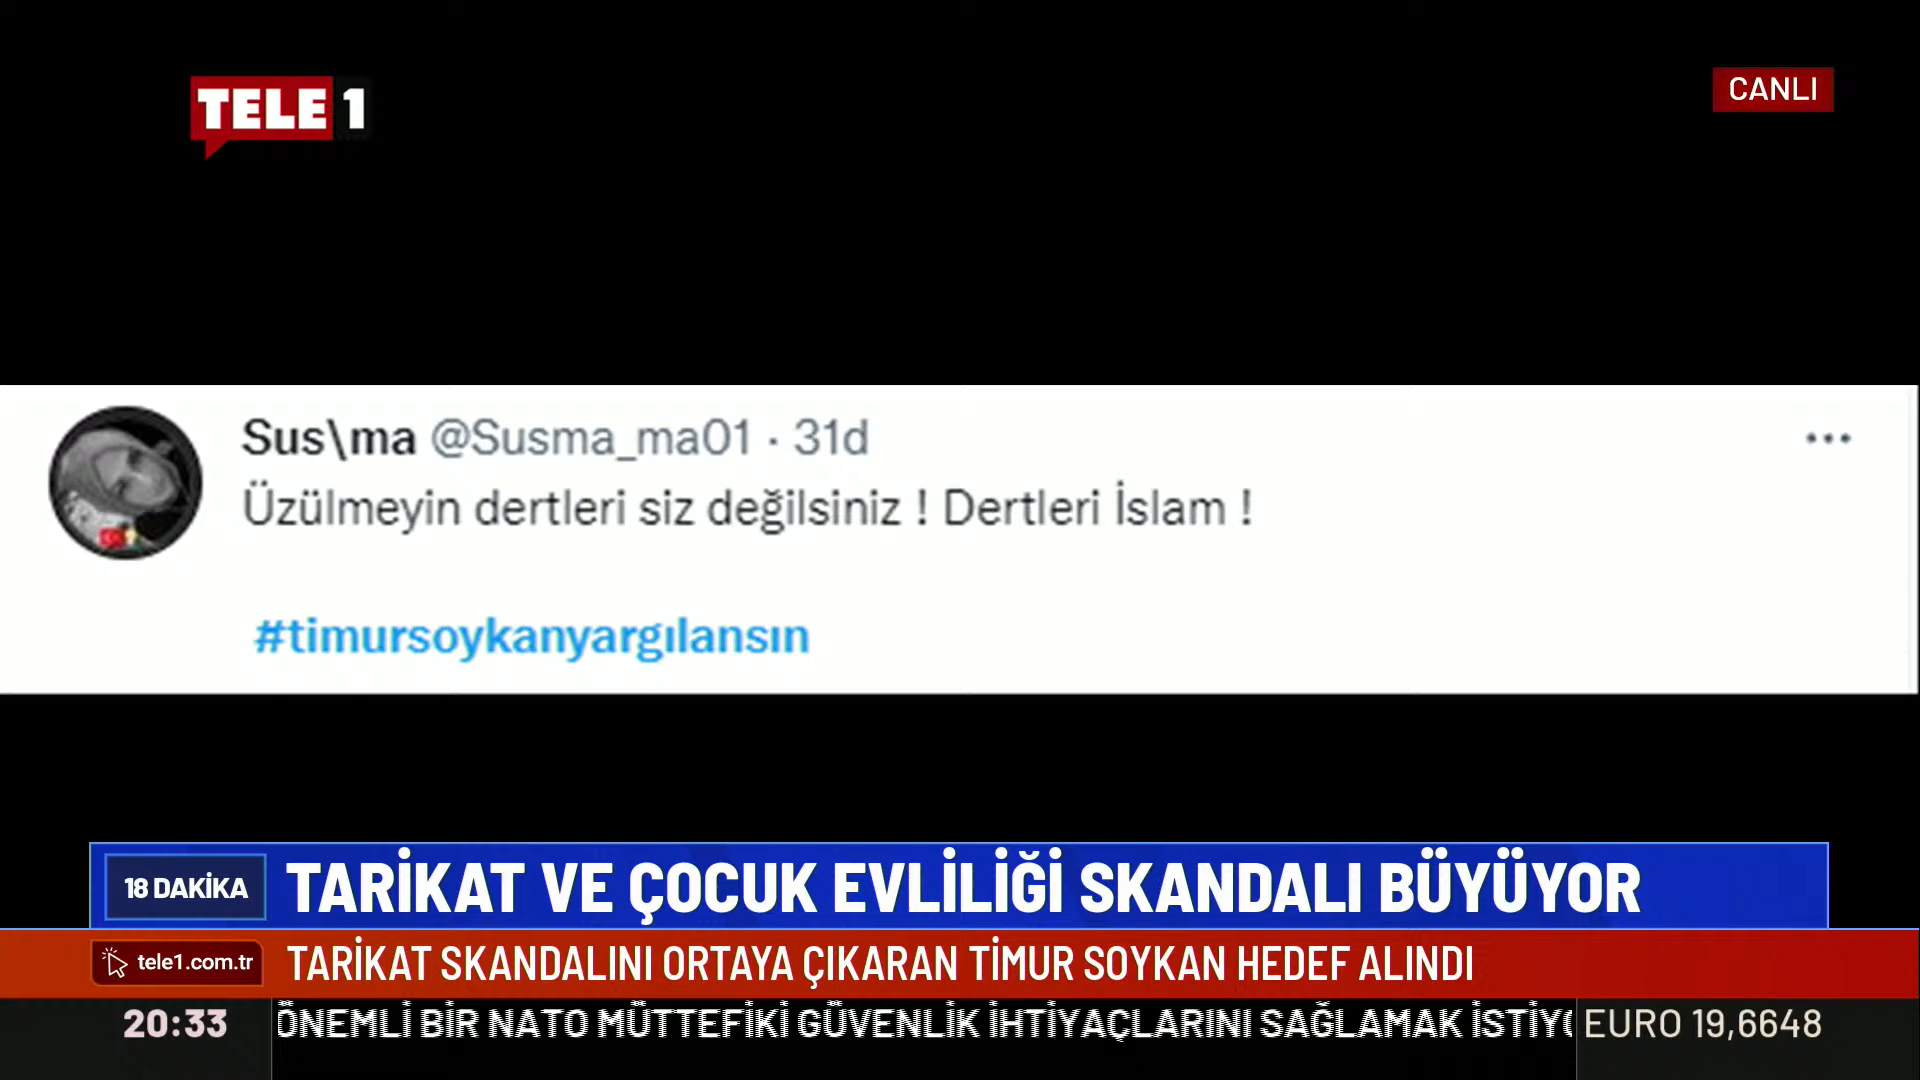 TELE 1
CANLI
Sus\ma @Susma_ma01 · 31d
Üzülmeyin dertleri siz değilsiniz ! Dertleri İslam !
#timursoykanyargılansın
18 DAKİKA
TARİKAT VE ÇOCUK EVLİLİĞİ SKANDALI BÜYÜYOR
tele1.com.tr
TARİKAT SKANDALINI ORTAYA ÇIKARAN TİMUR SOYKAN HEDEF ALINDI
20:33
ÖNEMLİ BİR NATO MÜTTEFİKİ GÜVENLİK İHTİYAÇLARINI SAĞLAMAK
EURO 19,6648